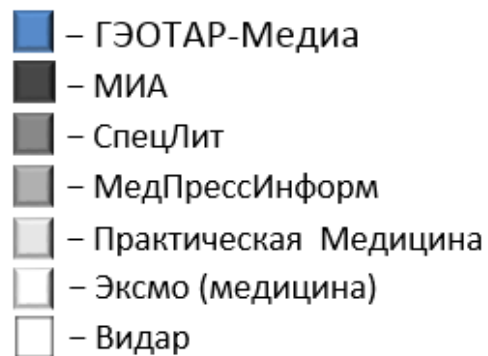 – ГЭОТАР-Медиа
– МИА
– СпецЛит
– МедПрессИнформ
– Практическая Медицина
– Эксмо (медицина)
– Видар